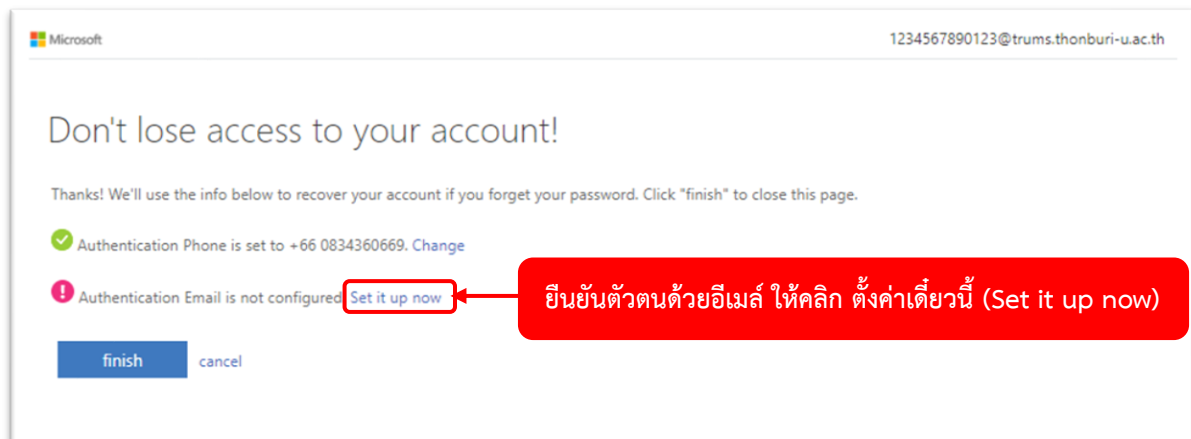 Microsoft
1234567890123@trums.thonburi-u.ac.th
Don't lose access to your account!
Thanks! We'll use the info below to recover your account if you forget your password. Click "finish" to close this page.
Authentication Phone is set to +66 0834360669. Change
Authentication Email is not configured. Set it up now
ยืนยันตัวตนด้วยอีเมล์ ให้คลิก ตั้งค่าเดี๋ยวนี้ (Set it up now)
finish cancel